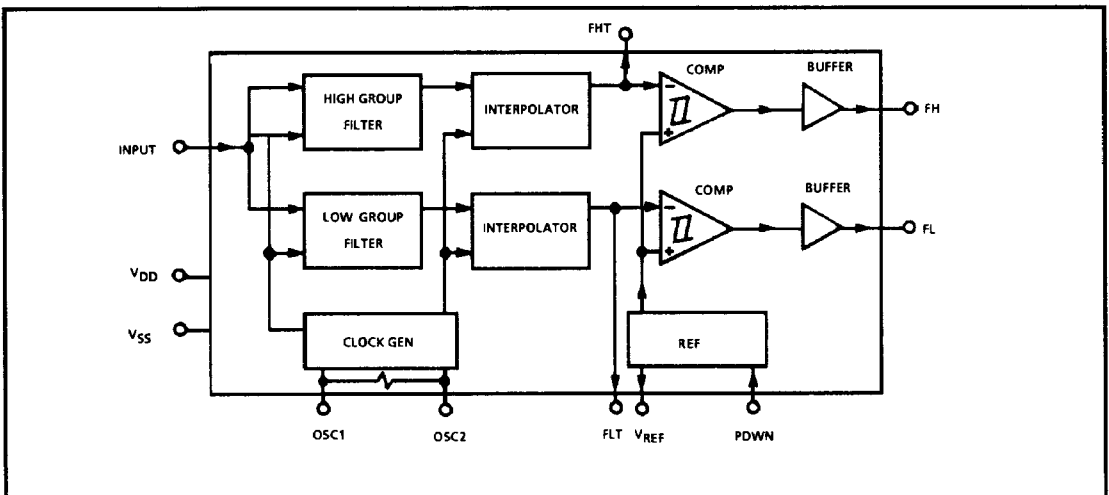 FHT
COMP
BUFFER
HIGH GROUP
FILTER
INTERPOLATOR
−
+
FH
INPUT
COMP
BUFFER
LOW GROUP
FILTER
INTERPOLATOR
−
+
FL
VDD
VSS
CLOCK GEN
REF
OSC1
OSC2
FLT
VREF
PDWN